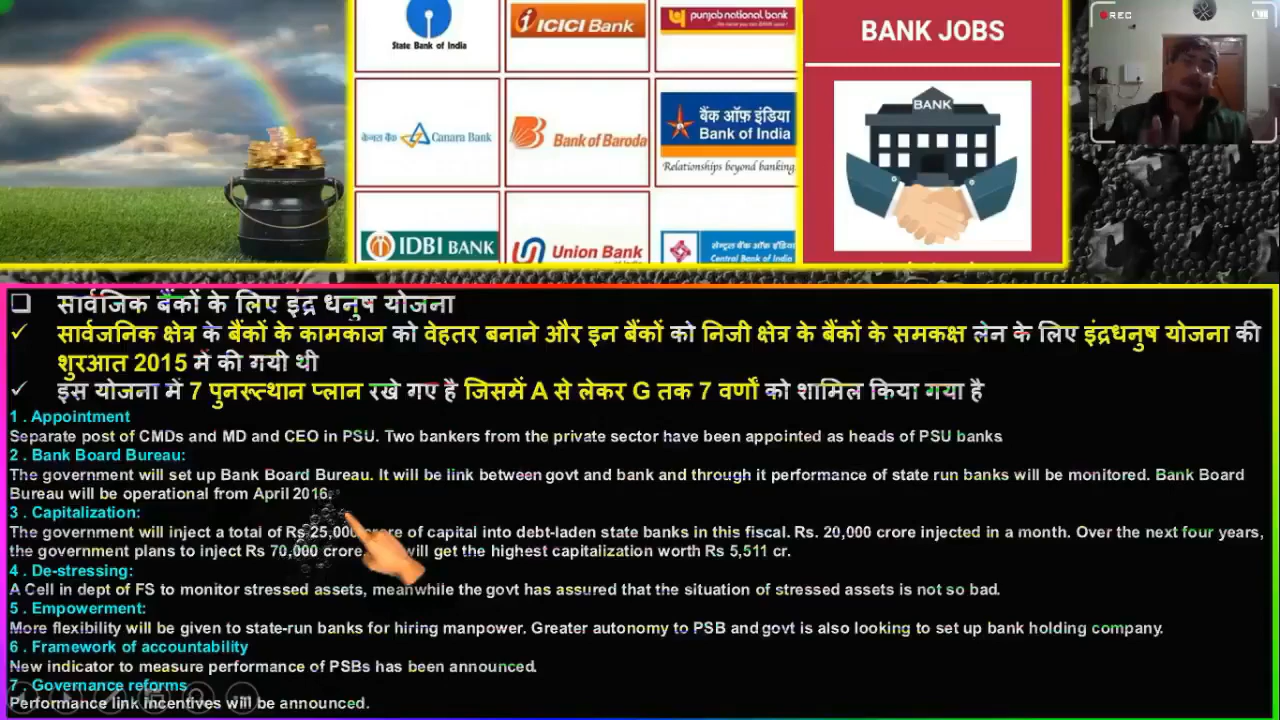 State Bank of India
ICICI Bank
punjab national bank
BANK JOBS
REC
केनरा बैंक Canara Bank
Bank of Baroda
बैंक ऑफ़ इंडिया
Bank of India
Relationships beyond banking
BANK
IDBI BANK
Union Bank
सेन्ट्रल बैंक ऑफ इंडिया
Central Bank of India
सार्वजिक बैंकों के लिए इंद्र धनुष योजना
सार्वजनिक क्षेत्र के बैंकों के कामकाज को वेहतर बनाने और इन बैंकों को निजी क्षेत्र के बैंकों के समकक्ष लेन के लिए इंद्रधनुष योजना की
शुरआत 2015 में की गयी थी
इस योजना में 7 पुनरूत्थान प्लान रखे गए है जिसमें A से लेकर G तक 7 वर्णों को शामिल किया गया है
1 . Appointment
Separate post of CMDs and MD and CEO in PSU. Two bankers from the private sector have been appointed as heads of PSU banks
2 . Bank Board Bureau:
The government will set up Bank Board Bureau. It will be link between govt and bank and through it performance of state run banks will be monitored. Bank Board
Bureau will be operational from April 2016.
3 . Capitalization:
The government will inject a total of Rs 25,000 crore of capital into debt-laden state banks in this fiscal. Rs. 20,000 crore injected in a month. Over the next four years,
the government plans to inject Rs 70,000 crore will get the highest capitalization worth Rs 5,511 cr.
4 . De-stressing:
A Cell in dept of FS to monitor stressed assets, meanwhile the govt has assured that the situation of stressed assets is not so bad.
5 . Empowerment:
More flexibility will be given to state-run banks for hiring manpower. Greater autonomy to PSB and govt is also looking to set up bank holding company.
6 . Framework of accountability
New indicator to measure performance of PSBs has been announced.
7 . Governance reforms
Performance link incentives will be announced.